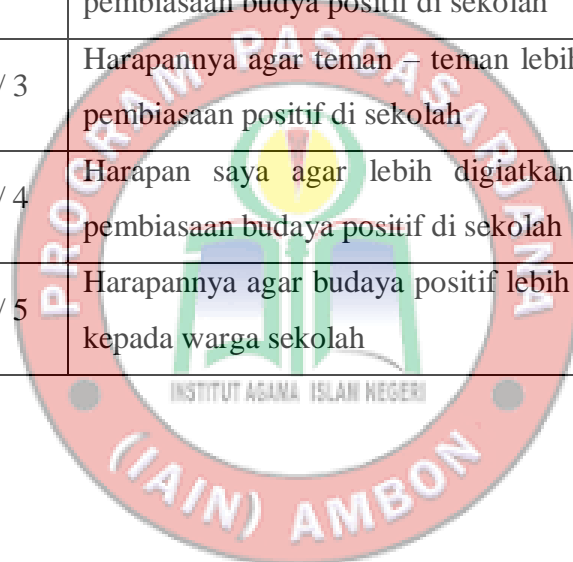 pembiasaan budya positif di sekolah
/ 3
Harapannya agar teman – teman lebih
pembiasaan positif di sekolah
/ 4
Harapan saya agar lebih digiatkan
pembiasaan budaya positif di sekolah
/ 5
Harapannya agar budaya positif lebih
kepada warga sekolah
PROGRAM PASCASARJANA
INSTITUT AGAMA ISLAM NEGERI
(IAIN) AMBON